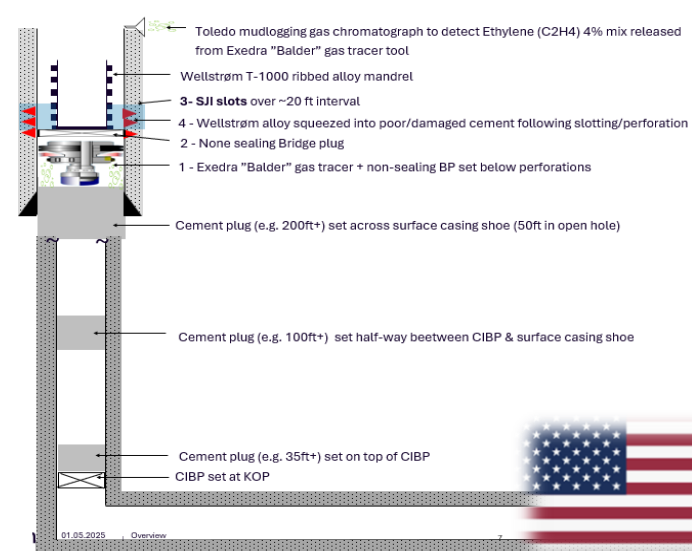 Toledo mudlogging gas chromatograph to detect Ethylene (C2H4) 4% mix released
from Exedra ”Balder” gas tracer tool
Wellstrøm T-1000 ribbed alloy mandrel
3- SJI slots over ~20 ft interval
4 - Wellstrøm alloy squeezed into poor/damaged cement following slotting/perforation
2 - None sealing Bridge plug
1 - Exedra ”Balder” gas tracer + non-sealing BP set below perforations
Cement plug (e.g. 200ft+) set across surface casing shoe (50ft in open hole)
Cement plug (e.g. 100ft+) set half-way beetween CIBP & surface casing shoe
Cement plug (e.g. 35ft+) set on top of CIBP
CIBP set at KOP
01.05.2025 Overview 7